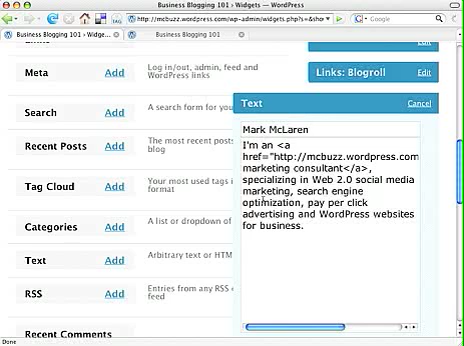 Business Blogging 101 › Widgets — WordPress
http://mcbuzz.wordpress.com/wp-admin/widgets.php?s=&shov
Google
Business Blogging 101 › Widge...
Business Blogging 101
Add
Edit
Meta Add Log in/out, admin, feed and WordPress links
Links: Blogroll Edit
Text Cancel
Search Add A search form for you
Mark McLaren
Recent Posts Add The most recent posts
blog
I'm an <a
href="http://mcbuzz.wordpress.com
marketing consultant</a>,
specializing in Web 2.0 social media
marketing, search engine
optimization, pay per click
advertising and WordPress websites
for business.
Tag Cloud Add Your most used tags i
format
Categories Add A list or dropdown of
Text Add Arbitrary text or HTM
RSS Add Entries from any RSS
feed
Recent Comments
Done